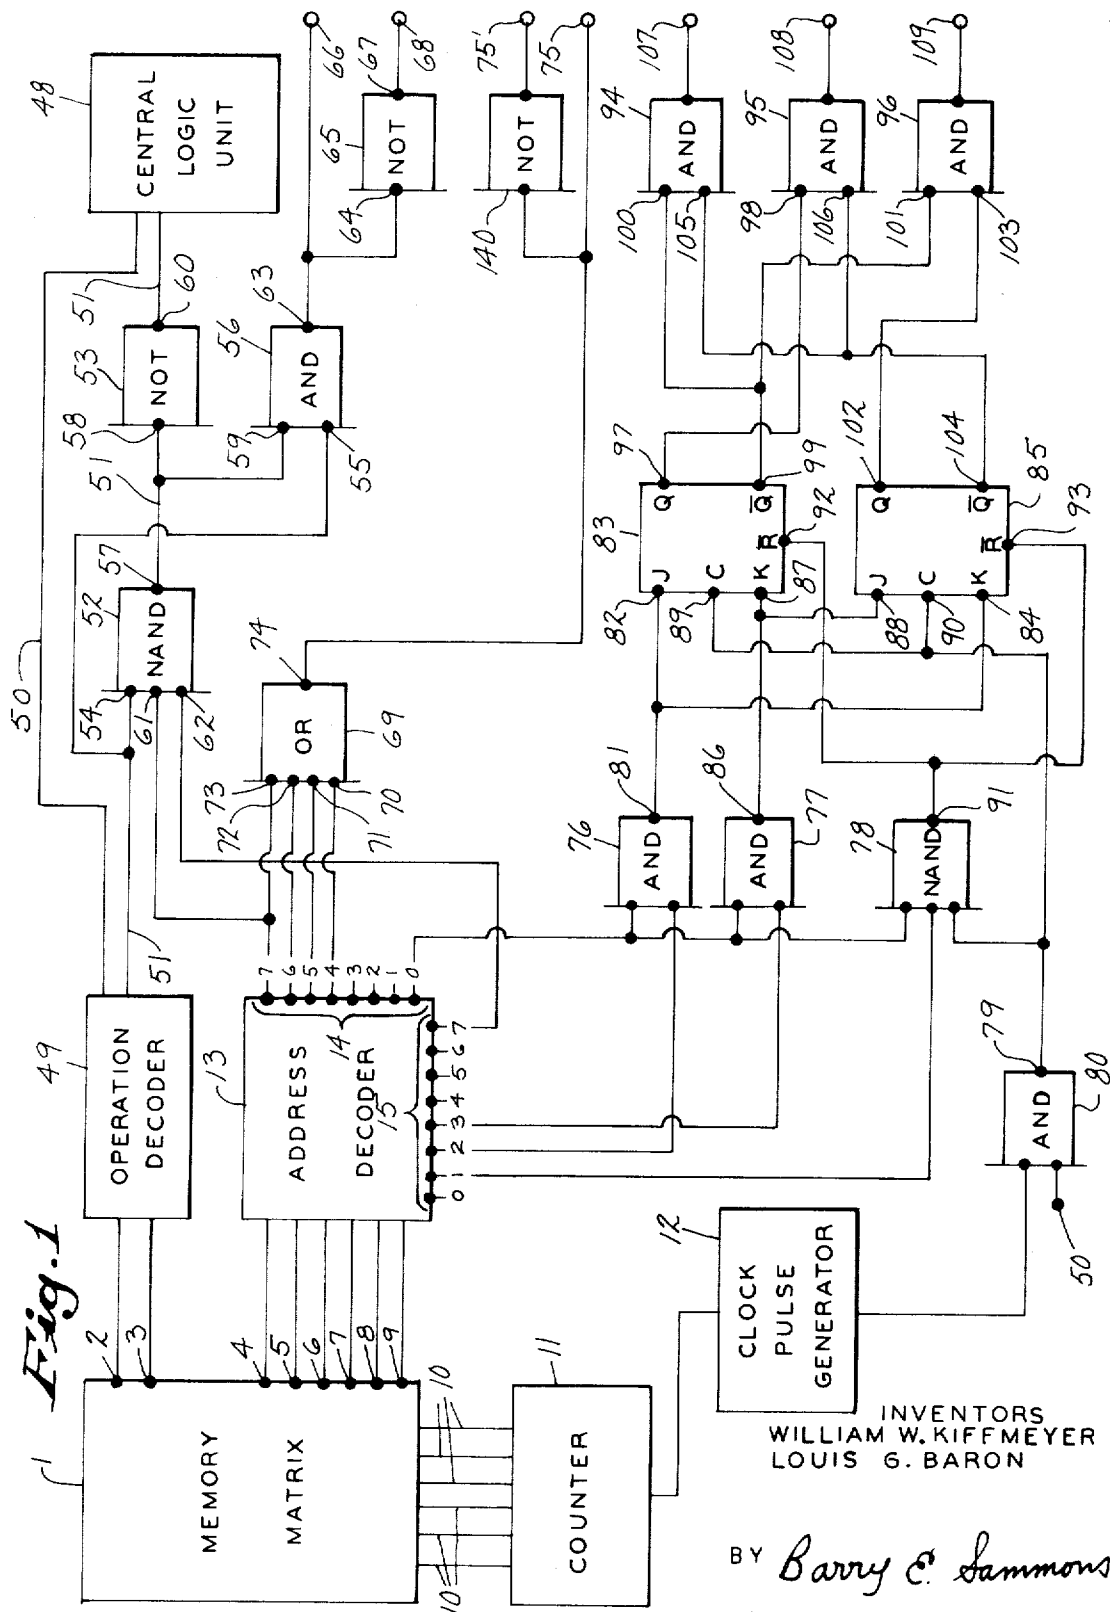 Fig. 1
1
MEMORY
MATRIX
2
3
4
5
6
7
8
9
10
10
11
COUNTER
12
CLOCK
PULSE
GENERATOR
49
OPERATION
DECODER
13
ADDRESS
DECODER
14
7
6
5
4
3
2
1
0
15
0
1
2
3
4
5
6
7
50
51
48
CENTRAL
LOGIC
UNIT
52
NAND
54
61
62
57
51
53
NOT
58
60
51
56
AND
59
55
63
66
65
NOT
64
67
68
69
OR
73
72
71
70
74
NOT
140
75'
75
76
AND
81
77
AND
86
78
NAND
91
79
AND
80
50
83
J
C
K
Q
Q̅
R̅
82
89
87
97
99
92
85
J
C
K
Q
Q̅
R̅
88
90
84
102
104
93
94
AND
100
105
107
95
AND
98
106
108
96
AND
101
103
109
INVENTORS
WILLIAM W. KIFFMEYER
LOUIS G. BARON
BY Barry E. Sammons